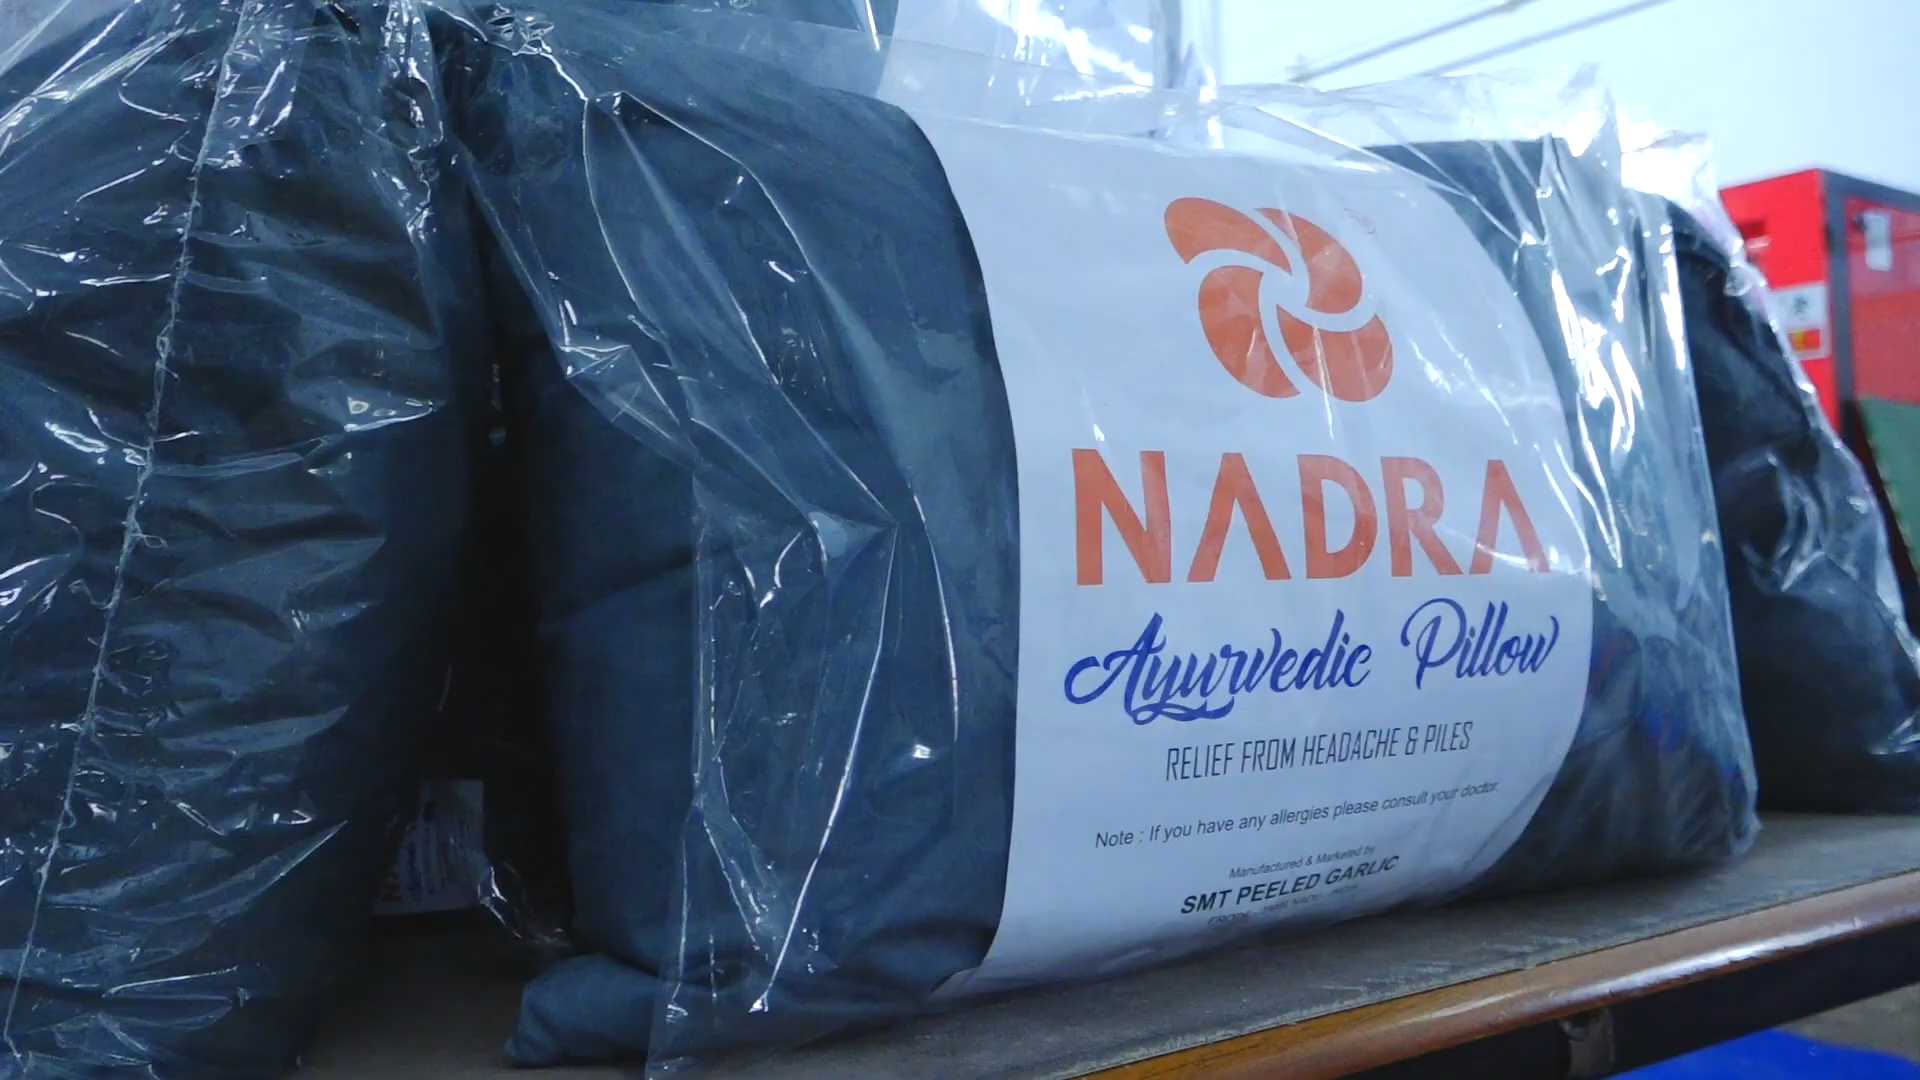 NADRA
Ayurvedic Pillow
RELIEF FROM HEADACHE & PILES
Note : If you have any allergies please consult your doctor.
Manufactured & Marketed by
SMT PEELED GARLIC